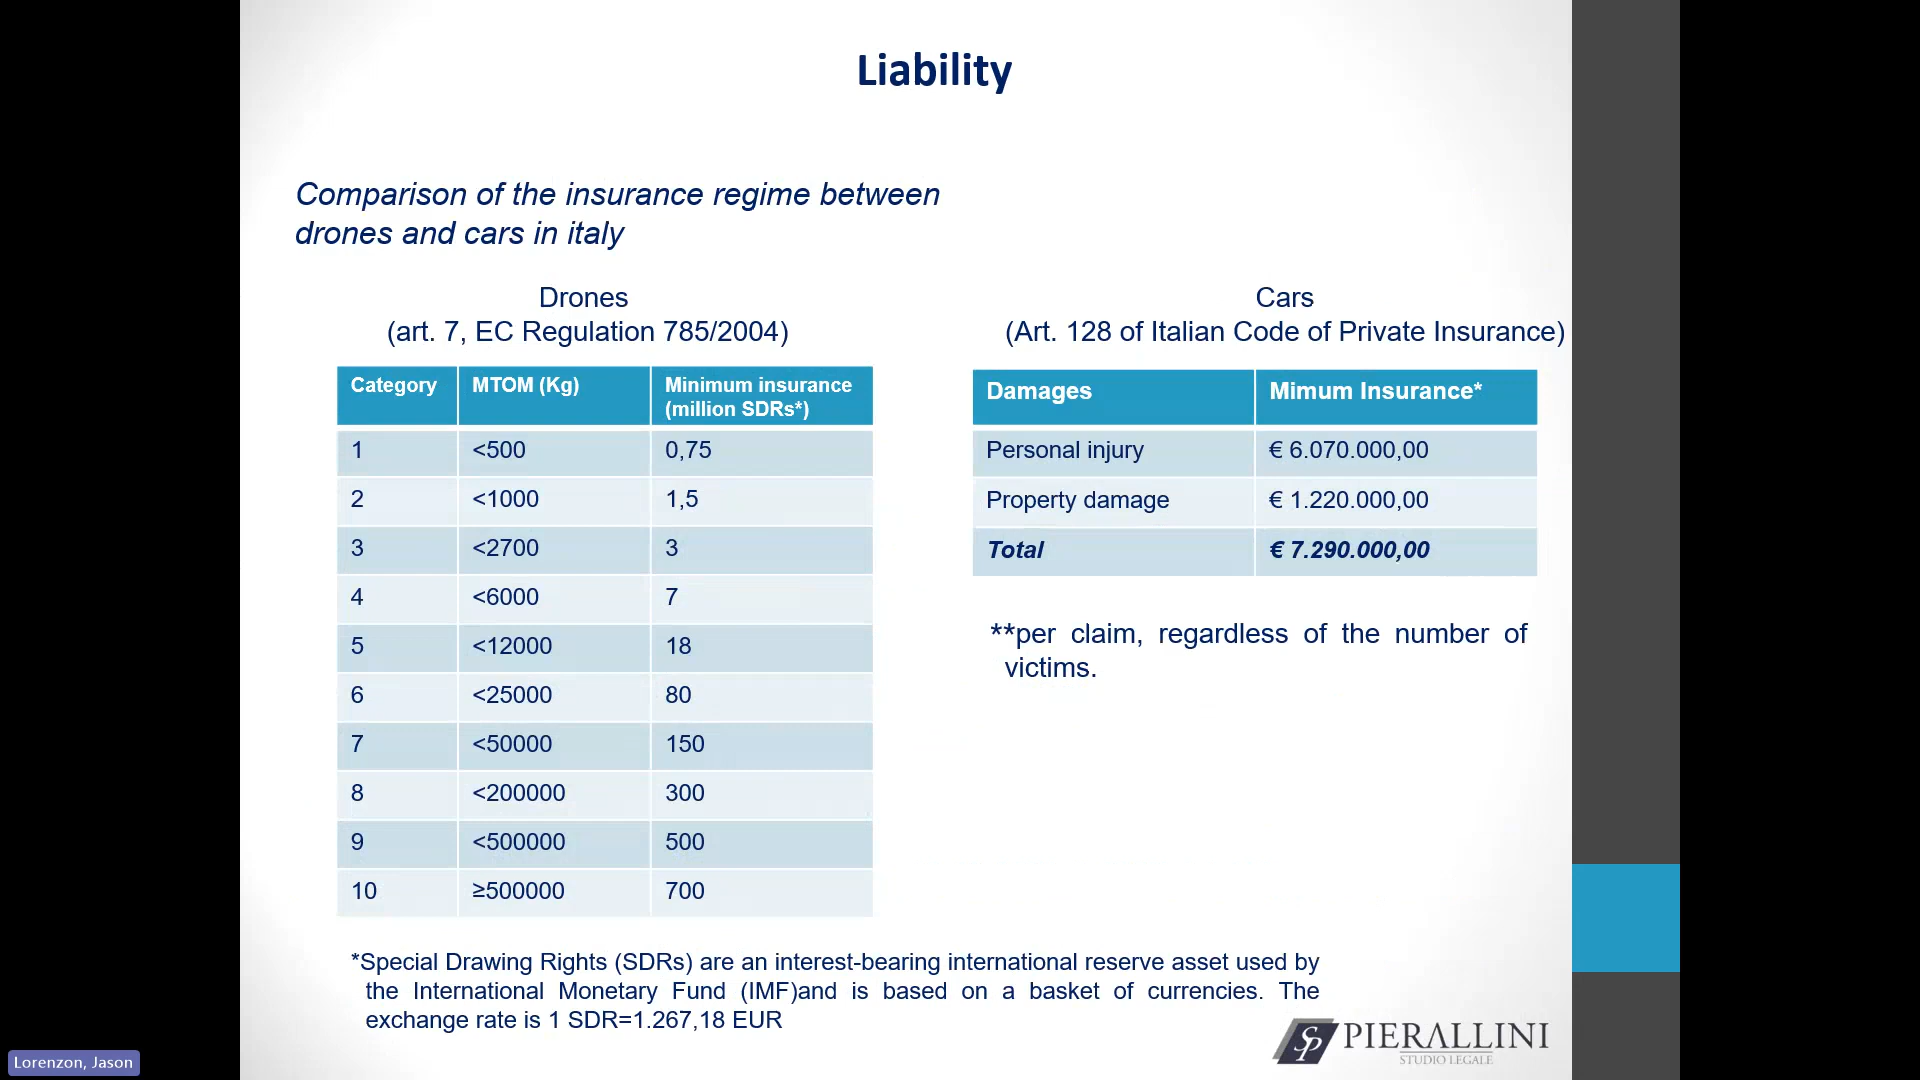 Liability
Comparison of the insurance regime between
drones and cars in italy
Drones
(art. 7, EC Regulation 785/2004)
Category MTOM (Kg) Minimum insurance
(million SDRs*)
1 <500 0,75
2 <1000 1,5
3 <2700 3
4 <6000 7
5 <12000 18
6 <25000 80
7 <50000 150
8 <200000 300
9 <500000 500
10 ≥500000 700
Cars
(Art. 128 of Italian Code of Private Insurance)
Damages Mimum Insurance*
Personal injury € 6.070.000,00
Property damage € 1.220.000,00
Total € 7.290.000,00
**per claim, regardless of the number of
victims.
*Special Drawing Rights (SDRs) are an interest-bearing international reserve asset used by
the International Monetary Fund (IMF)and is based on a basket of currencies. The
exchange rate is 1 SDR=1.267,18 EUR
SP PIERALLINI
STUDIO LEGALE
Lorenzon, Jason